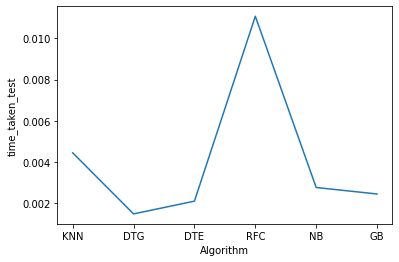 0.010
0.008
0.006
0.004
0.002
time_taken_test
KNN DTG DTE RFC NB GB
Algorithm